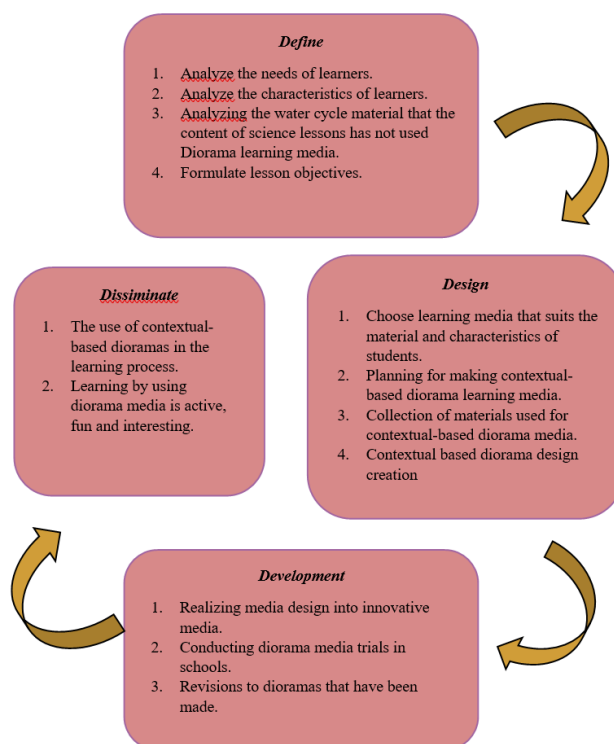 Define
1. Analyze the needs of learners.
2. Analyze the characteristics of learners.
3. Analyzing the water cycle material that the
content of science lessons has not used
Diorama learning media.
4. Formulate lesson objectives.
Design
1. Choose learning media that suits the
material and characteristics of
students.
2. Planning for making contextual-
based diorama learning media.
3. Collection of materials used for
contextual-based diorama media.
4. Contextual based diorama design
creation
Development
1. Realizing media design into innovative
media.
2. Conducting diorama media trials in
schools.
3. Revisions to dioramas that have been
made.
Dissiminate
1. The use of contextual-
based dioramas in the
learning process.
2. Learning by using
diorama media is active,
fun and interesting.